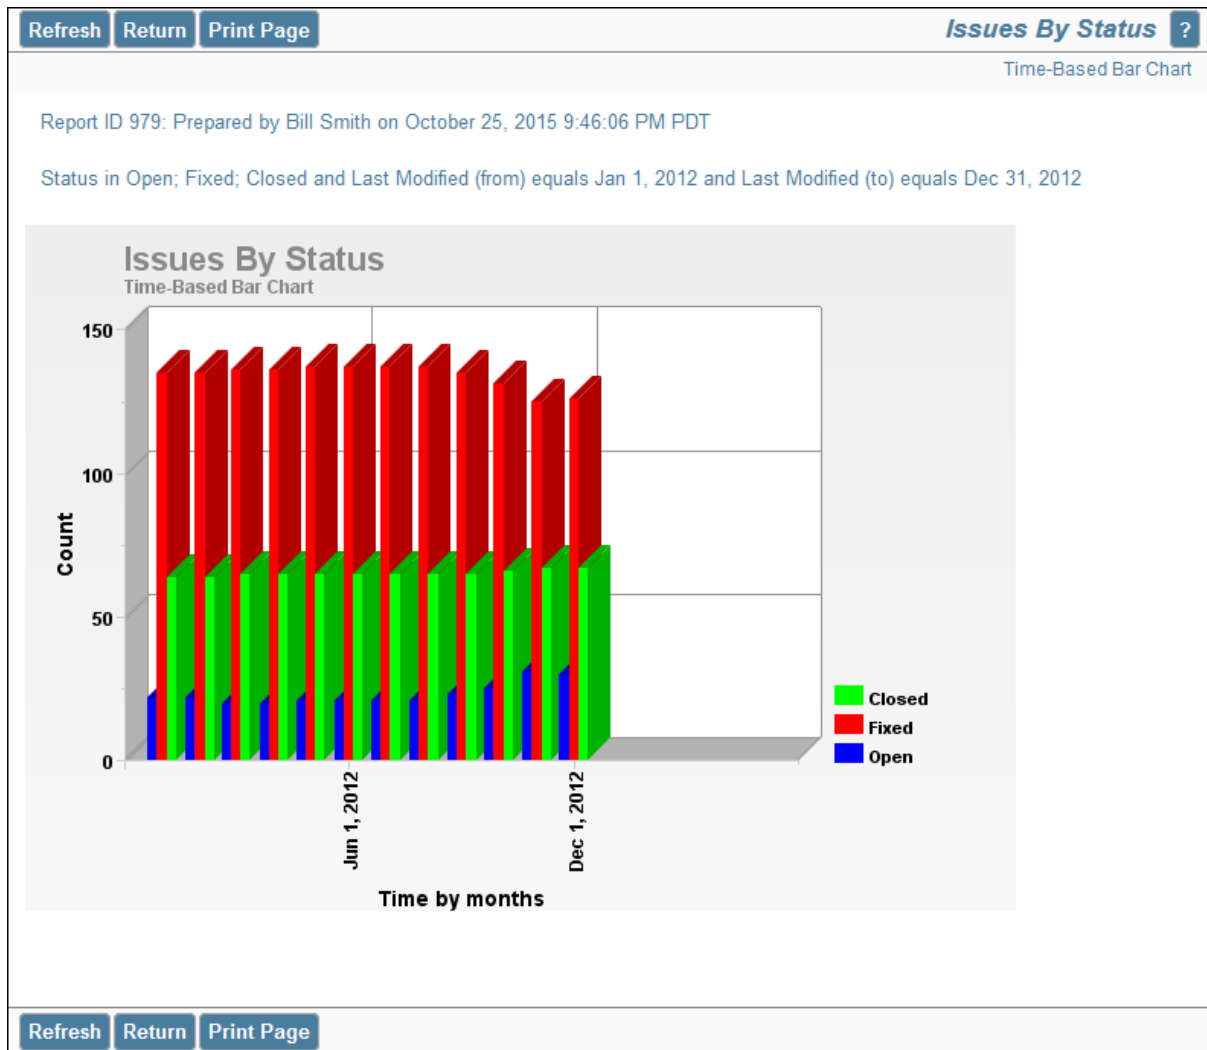 Refresh Return Print Page Issues By Status ?
Time-Based Bar Chart
Report ID 979: Prepared by Bill Smith on October 25, 2015 9:46:06 PM PDT
Status in Open; Fixed; Closed and Last Modified (from) equals Jan 1, 2012 and Last Modified (to) equals Dec 31, 2012
Issues By Status
Time-Based Bar Chart
150
100
50
0
Count
Jun 1, 2012
Dec 1, 2012
Time by months
Closed
Fixed
Open
Refresh Return Print Page